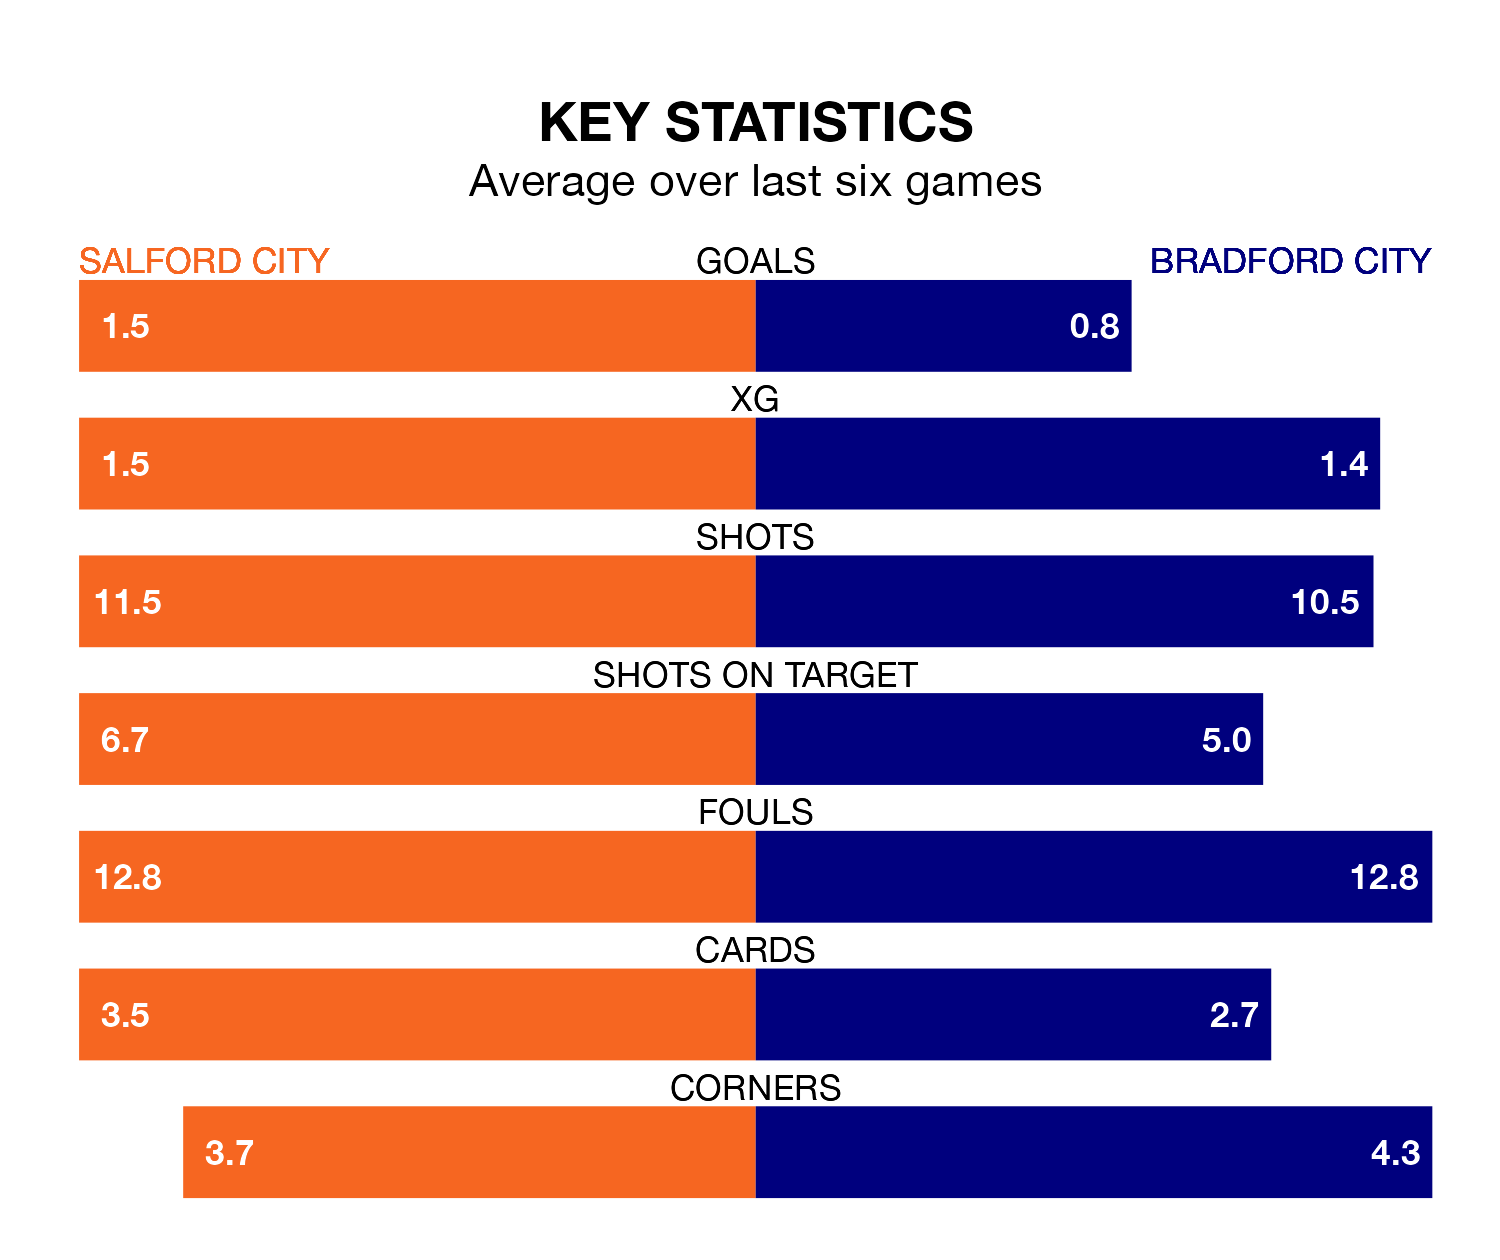 KEY STATISTICS
Average over last six games
SALFORD CITY GOALS BRADFORD CITY
1.5 0.8
XG
1.5 1.4
SHOTS
11.5 10.5
SHOTS ON TARGET
6.7 5.0
FOULS
12.8 12.8
CARDS
3.5 2.7
CORNERS
3.7 4.3